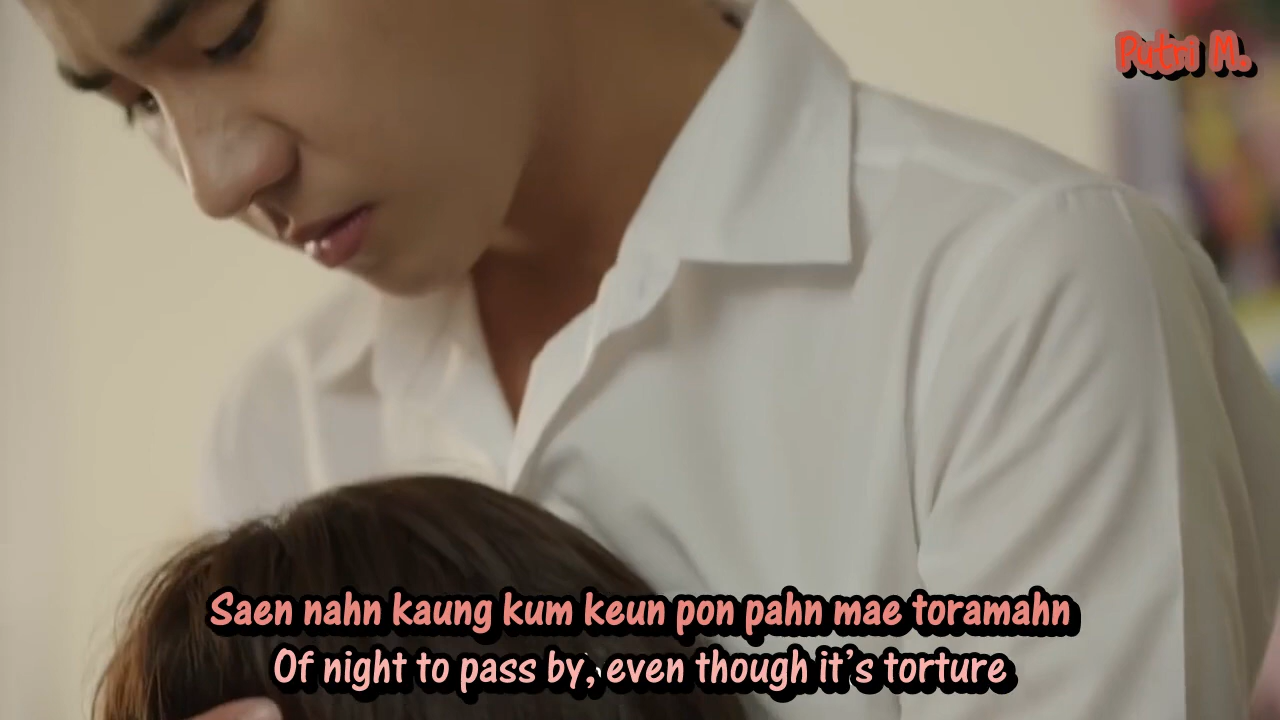 Putri M.
Saen nahn kaung kum keun pon pahn mae toramahn
Of night to pass by, even though it's torture